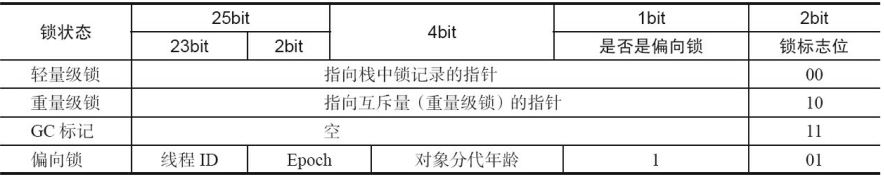 锁状态 25bit 4bit 1bit 2bit
23bit 2bit 是否是偏向锁 锁标志位
轻量级锁 指向栈中锁记录的指针 00
重量级锁 指向互斥量（重量级锁）的指针 10
GC 标记 空 11
偏向锁 线程 ID Epoch 对象分代年龄 1 01